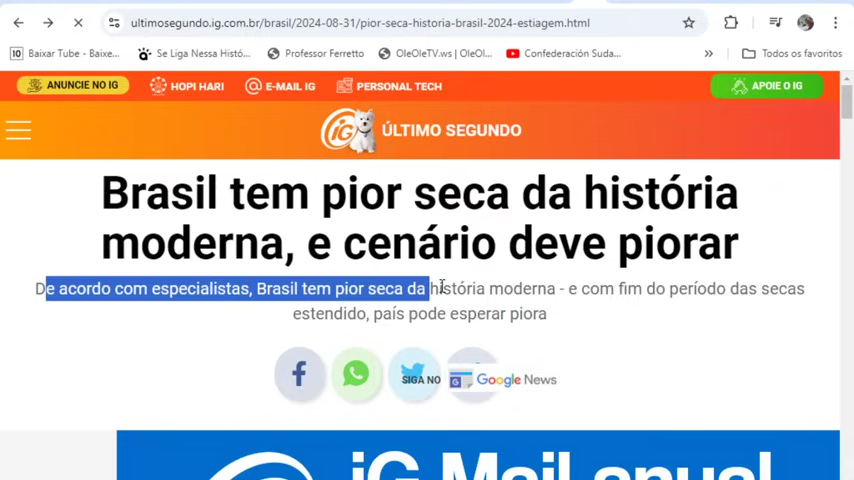 ultimosegundo.ig.com.br/brasil/2024-08-31/pior-seca-historia-brasil-2024-estiagem.html
10 Baixar Tube - Baixe... Se Liga Nessa Histó... Professor Ferretto OleOleTV.ws | OleOl... Confederación Suda... » Todos os favoritos
ANUNCIE NO IG HOPI HARI E-MAIL IG PERSONAL TECH APOIE O IG
iG ÚLTIMO SEGUNDO
Brasil tem pior seca da história
moderna, e cenário deve piorar
De acordo com especialistas, Brasil tem pior seca da história moderna - e com fim do período das secas
estendido, país pode esperar piora
SIGA NO Google News
iG Mail anual